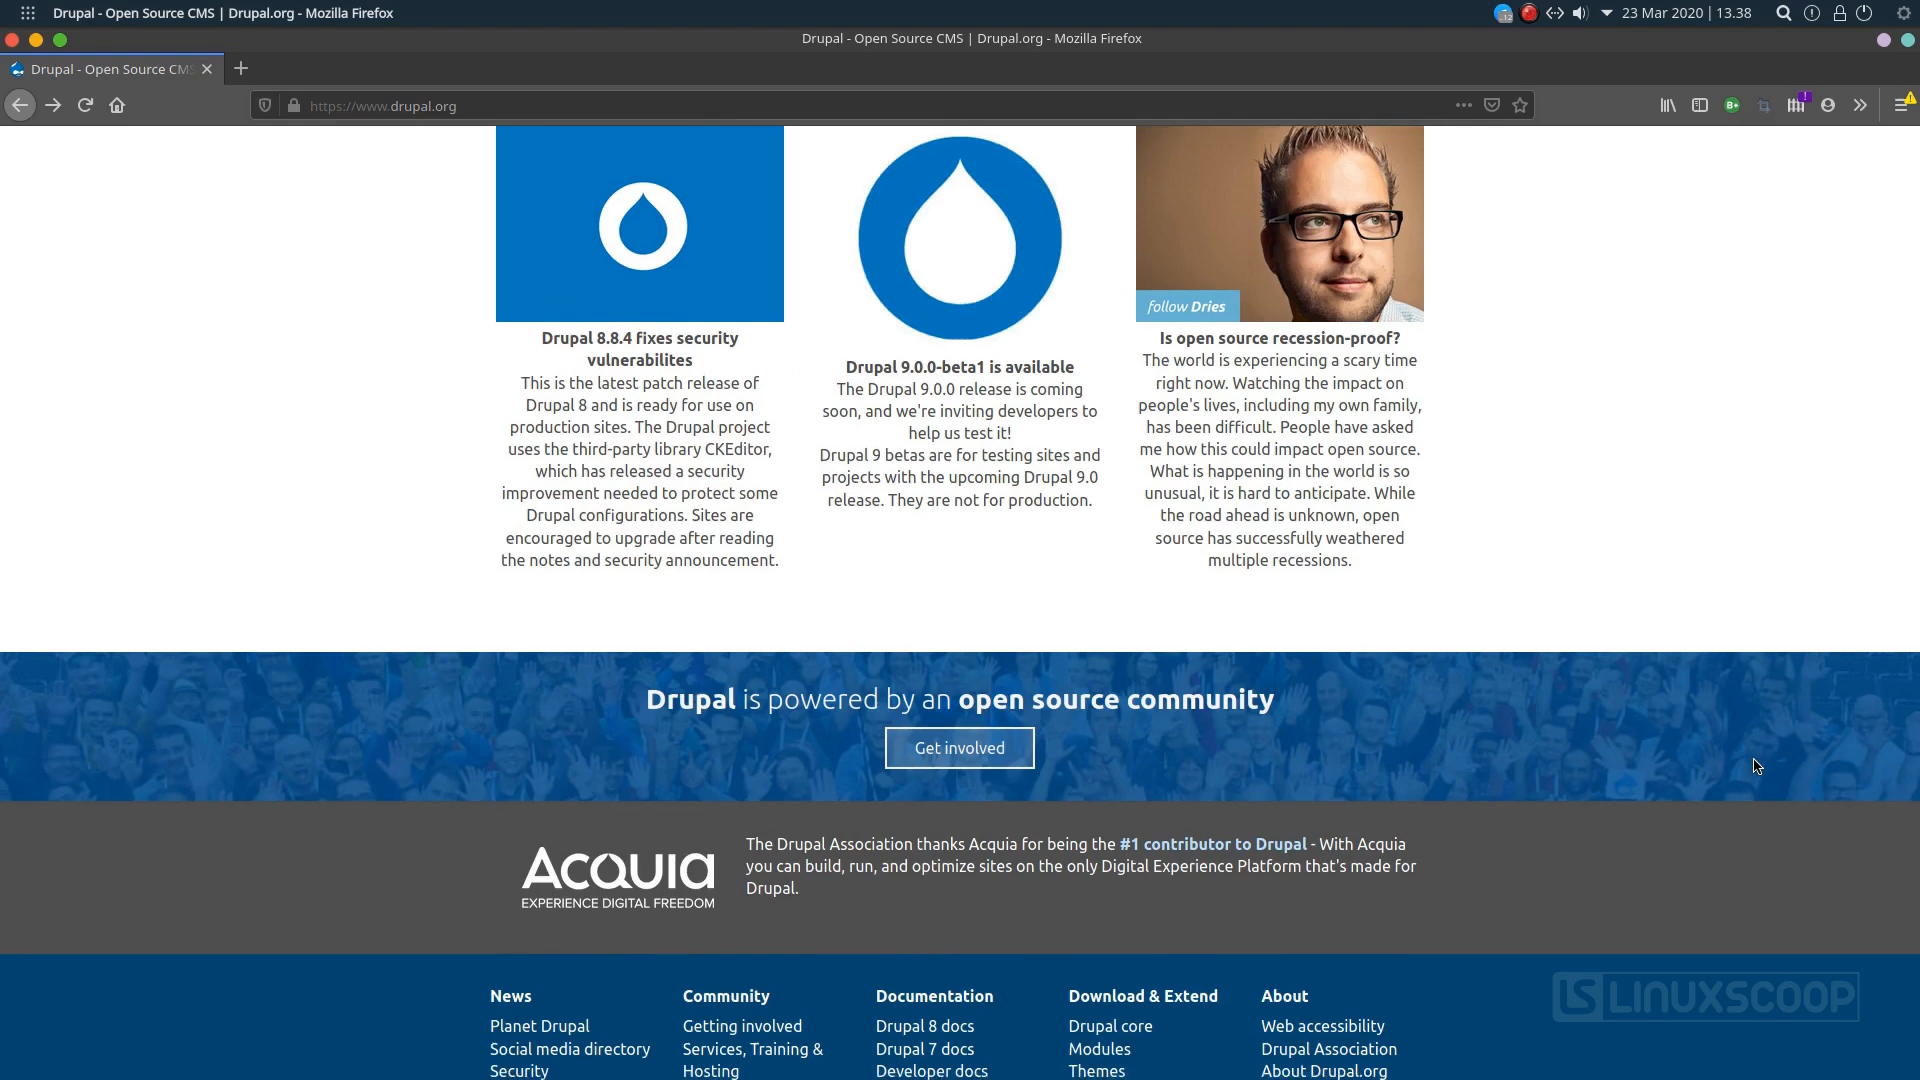 Drupal - Open Source CMS | Drupal.org - Mozilla Firefox
12
23 Mar 2020 | 13.38
Drupal - Open Source CMS | Drupal.org - Mozilla Firefox
Drupal - Open Source CMS
https://www.drupal.org
B+
follow Dries
Drupal 8.8.4 fixes security
vulnerabilites
This is the latest patch release of
Drupal 8 and is ready for use on
production sites. The Drupal project
uses the third-party library CKEditor,
which has released a security
improvement needed to protect some
Drupal configurations. Sites are
encouraged to upgrade after reading
the notes and security announcement.
Drupal 9.0.0-beta1 is available
The Drupal 9.0.0 release is coming
soon, and we're inviting developers to
help us test it!
Drupal 9 betas are for testing sites and
projects with the upcoming Drupal 9.0
release. They are not for production.
Is open source recession-proof?
The world is experiencing a scary time
right now. Watching the impact on
people's lives, including my own family,
has been difficult. People have asked
me how this could impact open source.
What is happening in the world is so
unusual, it is hard to anticipate. While
the road ahead is unknown, open
source has successfully weathered
multiple recessions.
Drupal is powered by an open source community
Get involved
ACQUIA
EXPERIENCE DIGITAL FREEDOM
The Drupal Association thanks Acquia for being the #1 contributor to Drupal - With Acquia
you can build, run, and optimize sites on the only Digital Experience Platform that's made for
Drupal.
News
Planet Drupal
Social media directory
Security
Community
Getting involved
Services, Training &
Hosting
Documentation
Drupal 8 docs
Drupal 7 docs
Developer docs
Download & Extend
Drupal core
Modules
Themes
About
Web accessibility
Drupal Association
About Drupal.org
LS LINUXSCOOP